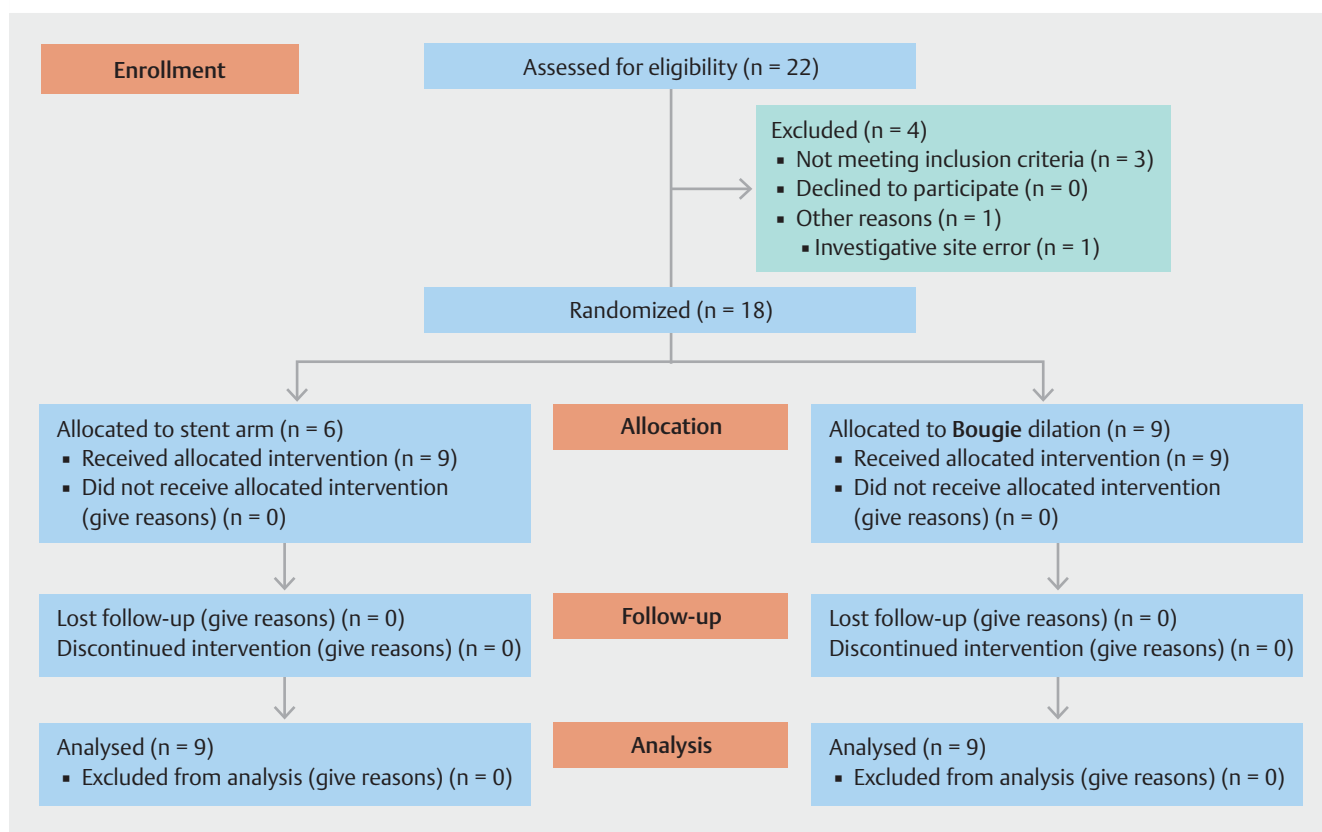 Enrollment
Assessed for eligibility (n = 22)
Excluded (n = 4)
▪ Not meeting inclusion criteria (n = 3)
▪ Declined to participate (n = 0)
▪ Other reasons (n = 1)
▪ Investigative site error (n = 1)
Randomized (n = 18)
Allocated to stent arm (n = 6)
▪ Received allocated intervention (n = 9)
▪ Did not receive allocated intervention
(give reasons) (n = 0)
Allocation
Allocated to Bougie dilation (n = 9)
▪ Received allocated intervention (n = 9)
▪ Did not receive allocated intervention
(give reasons) (n = 0)
Lost follow-up (give reasons) (n = 0)
Discontinued intervention (give reasons) (n = 0)
Follow-up
Lost follow-up (give reasons) (n = 0)
Discontinued intervention (give reasons) (n = 0)
Analysed (n = 9)
▪ Excluded from analysis (give reasons) (n = 0)
Analysis
Analysed (n = 9)
▪ Excluded from analysis (give reasons) (n = 0)